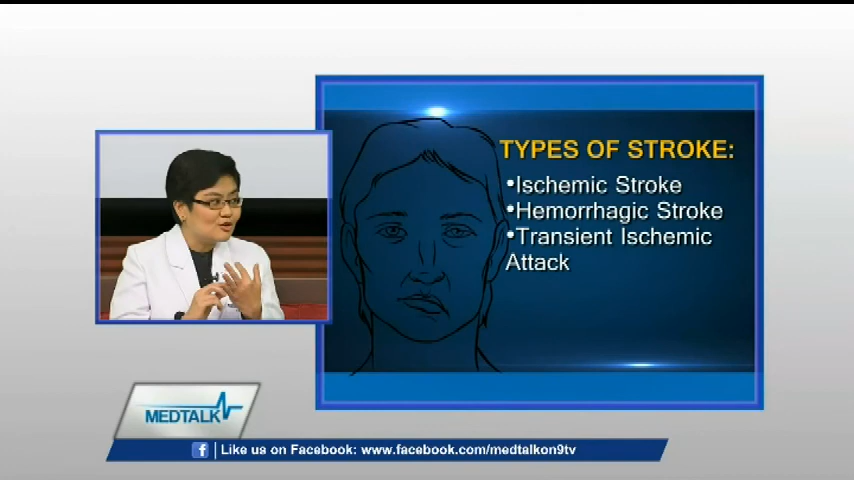 TYPES OF STROKE:
•Ischemic Stroke
•Hemorrhagic Stroke
•Transient Ischemic
Attack
MEDTALK
f Like us on Facebook: www.facebook.com/medtalkon9tv